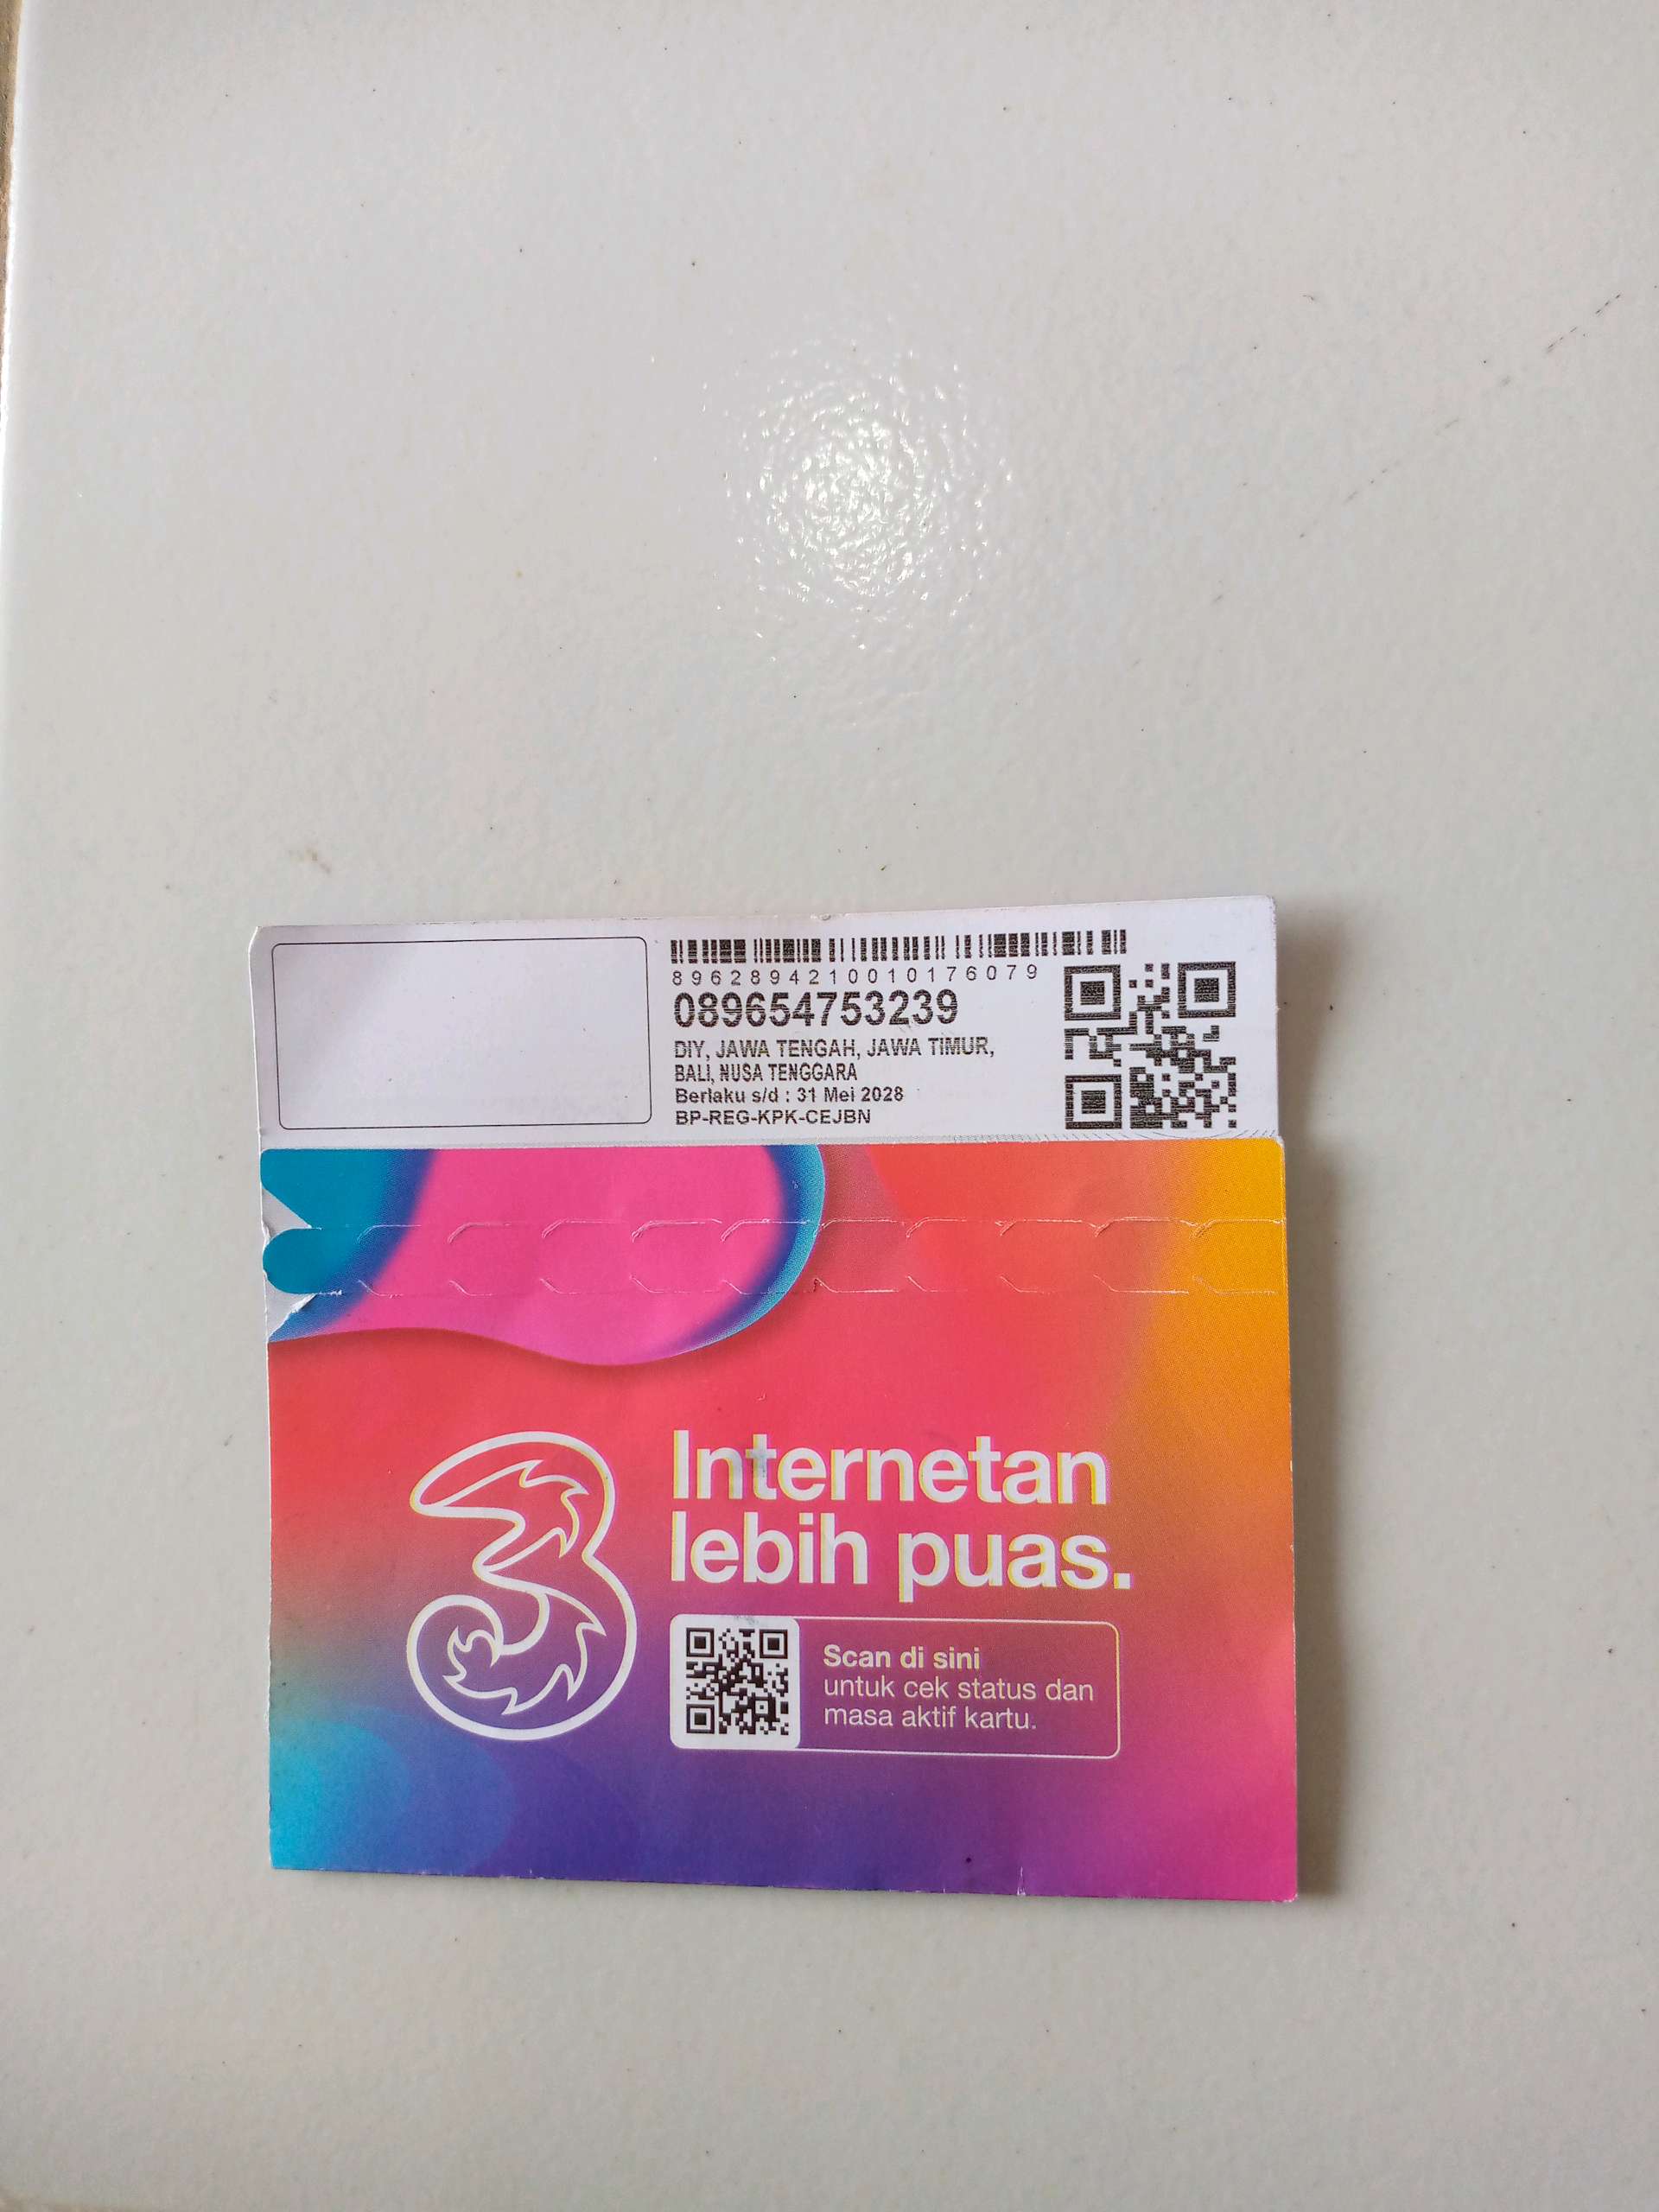 8962894210010176079
089654753239
DIY, JAWA TENGAH, JAWA TIMUR,
BALI, NUSA TENGGARA
Berlaku s/d : 31 Mei 2028
BP-REG-KPK-CEJBN
3
Internetan
lebih puas.
Scan di sini
untuk cek status dan
masa aktif kartu.